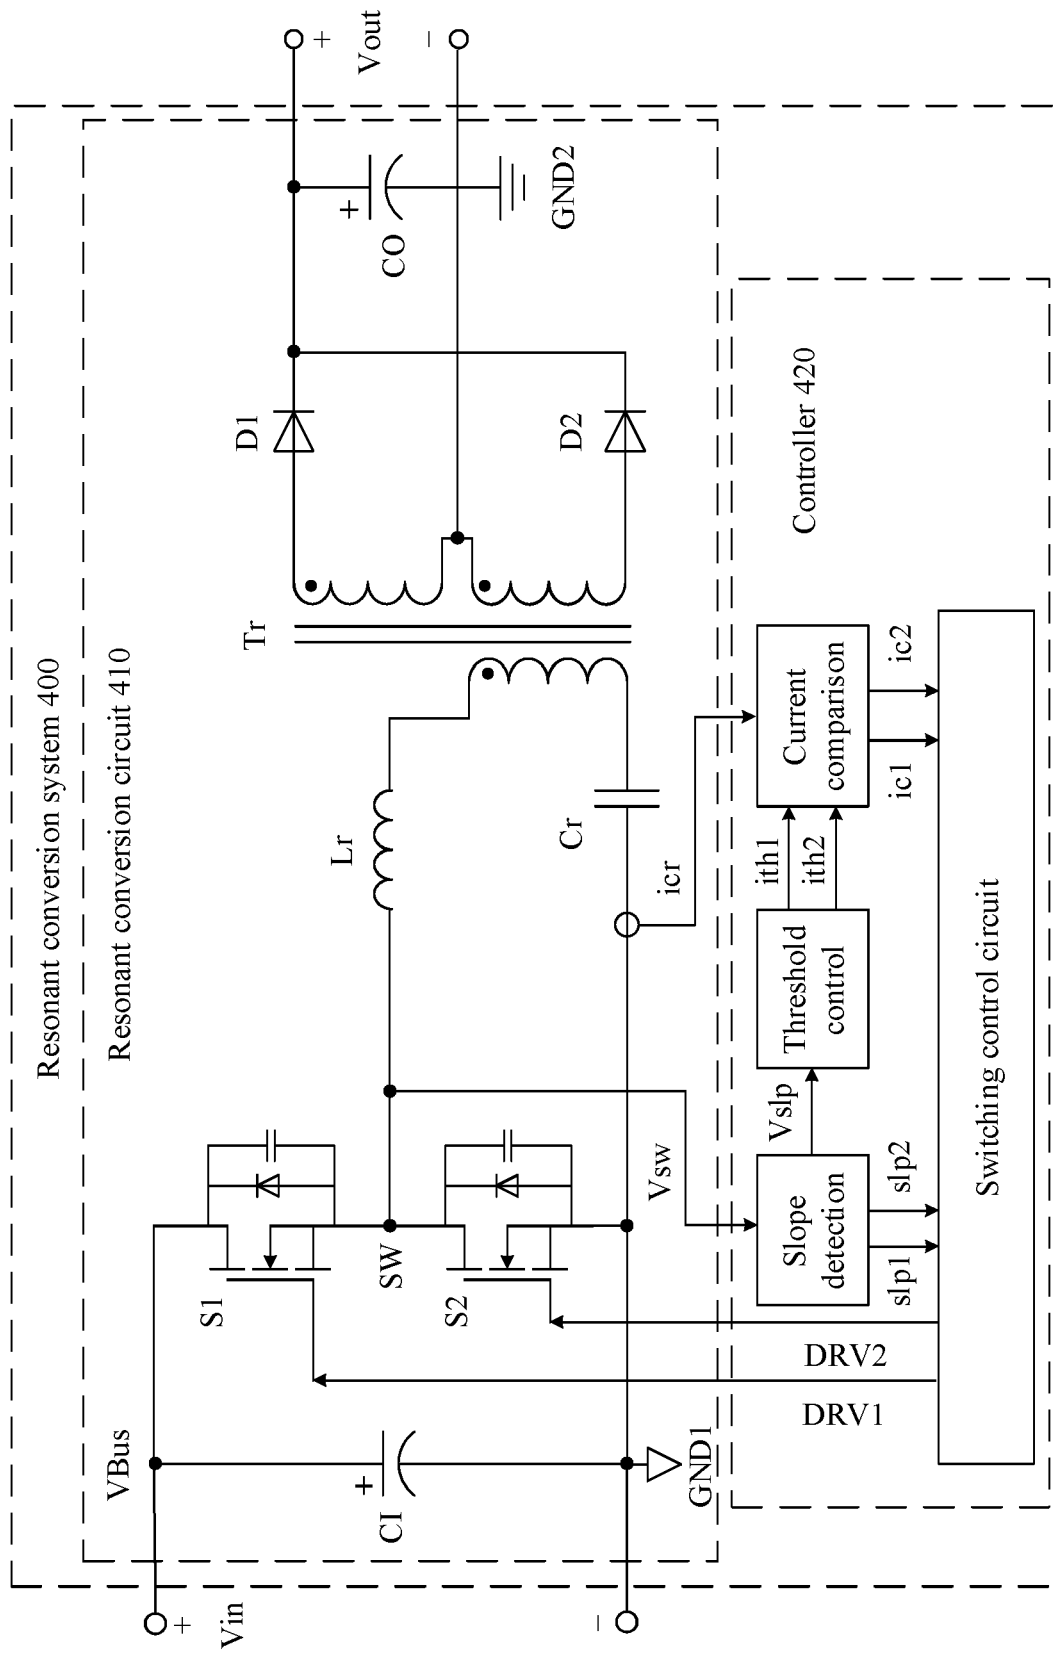 Resonant conversion system 400
Resonant conversion circuit 410
VBus
+
Vin
−
CI
+
GND1
S1
SW
S2
Lr
Cr
Tr
D1
D2
CO
+
GND2
+
Vout
−
Vsw
icr
Controller 420
Slope
detection
Vslp
Threshold
control
ith1
ith2
Current
comparison
slp1
slp2
ic1
ic2
DRV2
DRV1
Switching control circuit